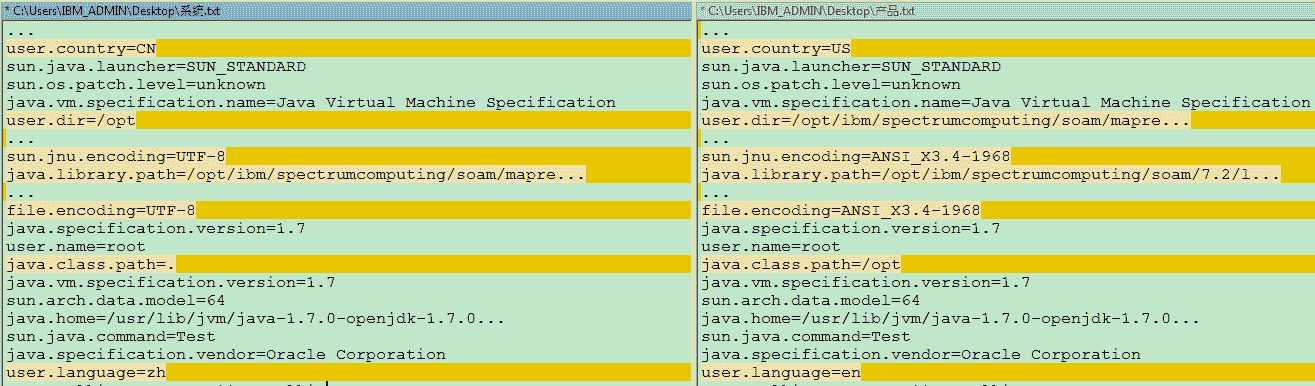 * C:\Users\IBM_ADMIN\Desktop\系统.txt
...
user.country=CN
sun.java.launcher=SUN_STANDARD
sun.os.patch.level=unknown
java.vm.specification.name=Java Virtual Machine Specification
user.dir=/opt
...
sun.jnu.encoding=UTF-8
java.library.path=/opt/ibm/spectrumcomputing/soam/mapre...
...
file.encoding=UTF-8
java.specification.version=1.7
user.name=root
java.class.path=.
java.vm.specification.version=1.7
sun.arch.data.model=64
java.home=/usr/lib/jvm/java-1.7.0-openjdk-1.7.0...
sun.java.command=Test
java.specification.vendor=Oracle Corporation
user.language=zh
* C:\Users\IBM_ADMIN\Desktop\产品.txt
...
user.country=US
sun.java.launcher=SUN_STANDARD
sun.os.patch.level=unknown
java.vm.specification.name=Java Virtual Machine Specification
user.dir=/opt/ibm/spectrumcomputing/soam/mapre...
...
sun.jnu.encoding=ANSI_X3.4-1968
java.library.path=/opt/ibm/spectrumcomputing/soam/7.2/l...
...
file.encoding=ANSI_X3.4-1968
java.specification.version=1.7
user.name=root
java.class.path=/opt
java.vm.specification.version=1.7
sun.arch.data.model=64
java.home=/usr/lib/jvm/java-1.7.0-openjdk-1.7.0...
sun.java.command=Test
java.specification.vendor=Oracle Corporation
user.language=en